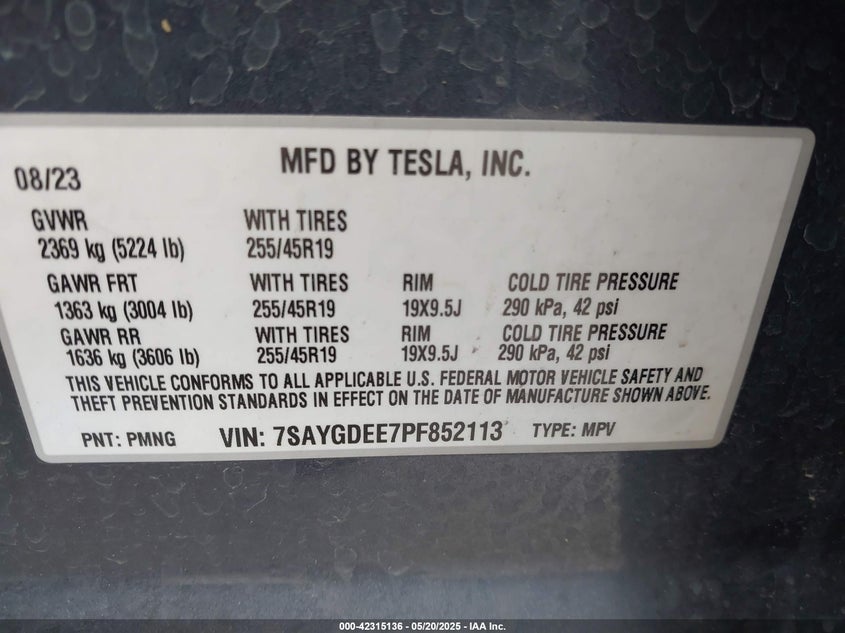 08/23 MFD BY TESLA, INC.
GVWR WITH TIRES
2369 kg (5224 lb) 255/45R19
GAWR FRT WITH TIRES RIM COLD TIRE PRESSURE
1363 kg (3004 lb) 255/45R19 19X9.5J 290 kPa, 42 psi
GAWR RR WITH TIRES RIM COLD TIRE PRESSURE
1636 kg (3606 lb) 255/45R19 19X9.5J 290 kPa, 42 psi
THIS VEHICLE CONFORMS TO ALL APPLICABLE U.S. FEDERAL MOTOR VEHICLE SAFETY AND
THEFT PREVENTION STANDARDS IN EFFECT ON THE DATE OF MANUFACTURE SHOWN ABOVE.
PNT: PMNG VIN: 7SAYGDEE7PF852113 TYPE: MPV
000-42315136 - 05/20/2025 - IAA Inc.